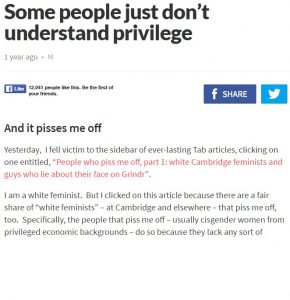 Some people just don’t
understand privilege
1 year ago • M
Like 12,041 people like this. Be the first of
your friends.
f SHARE
And it pisses me off
Yesterday, I fell victim to the sidebar of ever-lasting Tab articles, clicking on
one entitled, “People who piss me off, part 1: white Cambridge feminists and
guys who lie about their face on Grindr”.
I am a white feminist. But I clicked on this article because there are a fair
share of “white feminists” – at Cambridge and elsewhere – that piss me off,
too. Specifically, the people that piss me off – usually cisgender women from
privileged economic backgrounds – do so because they lack any sort of